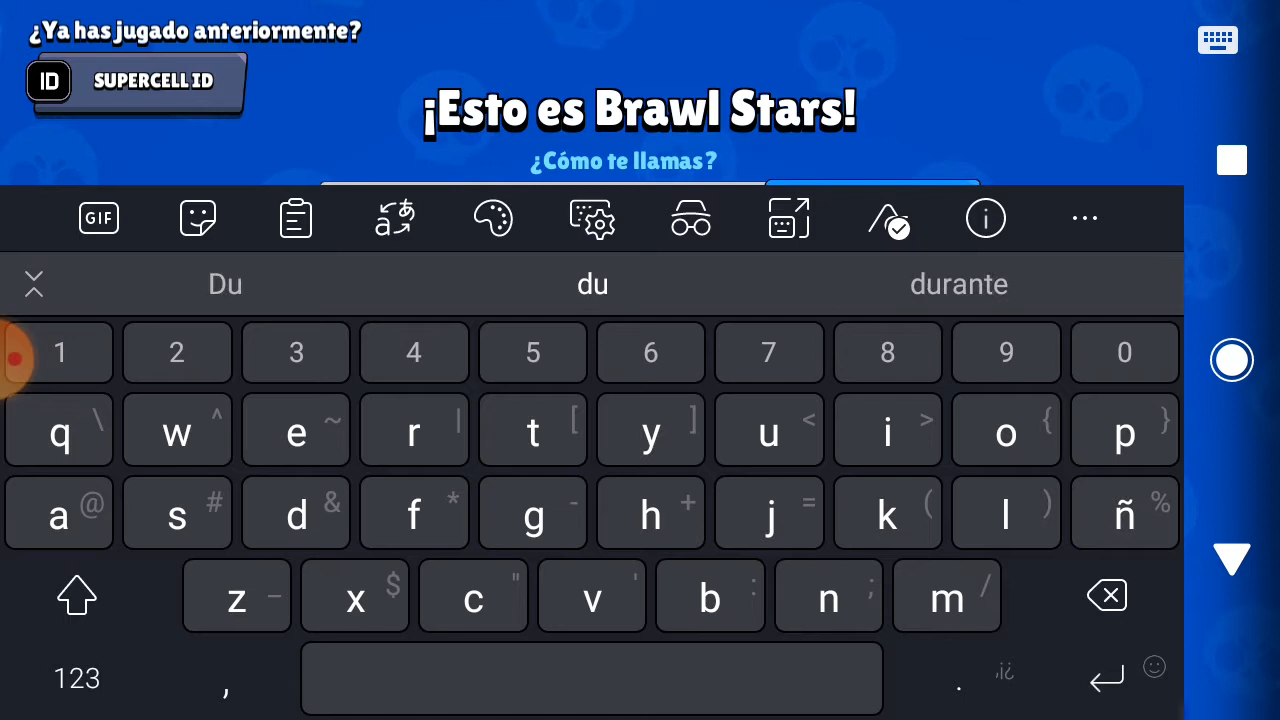 ¿Ya has jugado anteriormente?
ID SUPERCELL ID
¡Esto es Brawl Stars!
¿Cómo te llamas?
GIF
Du du durante
1 2 3 4 5 6 7 8 9 0
q \ w ^ e ~ r | t [ y ] u < i > o { p }
a @ s # d & f * g - h + j = k ( l ) ñ %
z _ x $ c " v ' b : n ; m /
123 , . ,¡¿